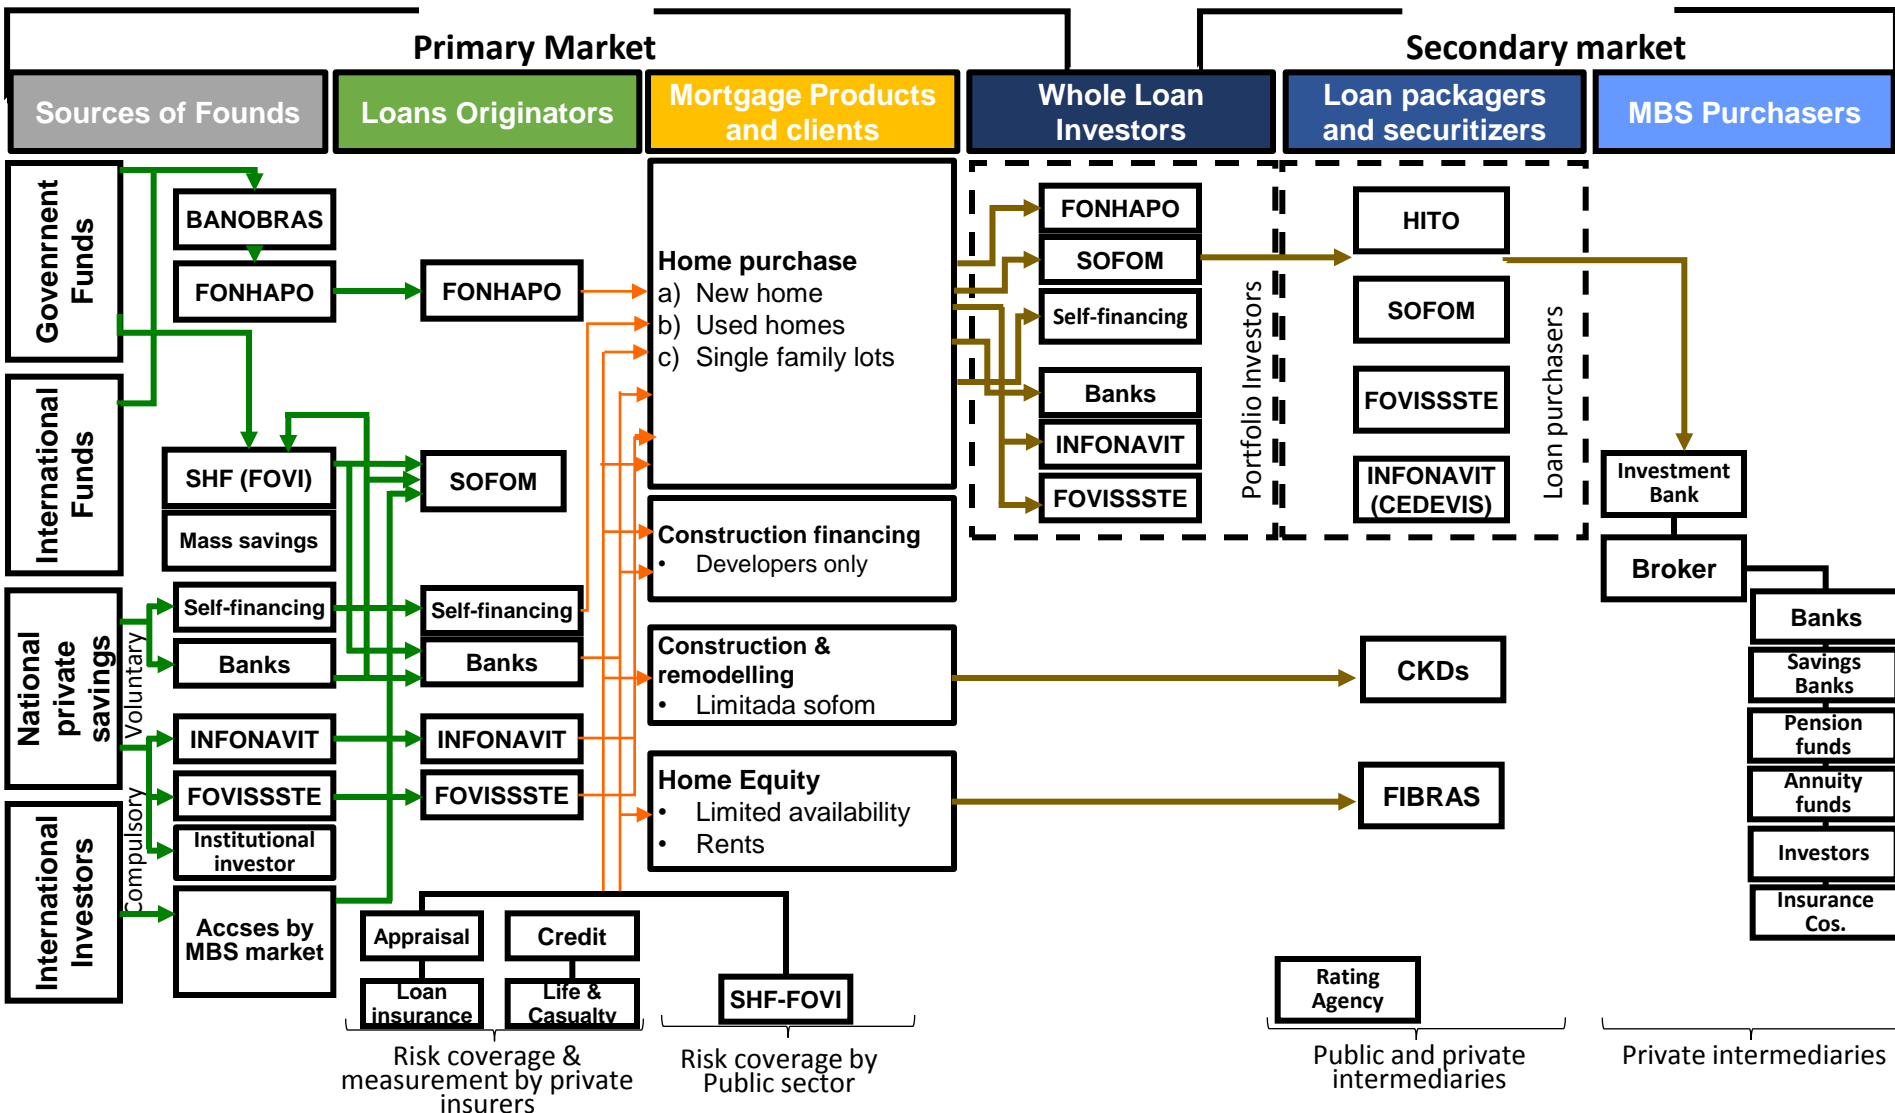 Primary Market
Secondary market
Sources of Founds
Loans Originators
Mortgage Products
and clients
Whole Loan
Investors
Loan packagers
and securitizers
MBS Purchasers
Government
Funds
International
Funds
National
private
savings
International
Investors
Voluntary
Compulsory
BANOBRAS
FONHAPO
SHF (FOVI)
Mass savings
Self-financing
Banks
INFONAVIT
FOVISSSTE
Institutional
investor
Accses by
MBS market
FONHAPO
SOFOM
Self-financing
Banks
INFONAVIT
FOVISSSTE
Home purchase
a) New home
b) Used homes
c) Single family lots
Construction financing
• Developers only
Construction &
remodelling
• Limitada sofom
Home Equity
• Limited availability
• Rents
FONHAPO
SOFOM
Self-financing
Banks
INFONAVIT
FOVISSSTE
Portfolio Investors
HITO
SOFOM
FOVISSSTE
INFONAVIT
(CEDEVIS)
Loan purchasers
CKDs
FIBRAS
Investment
Bank
Broker
Banks
Savings
Banks
Pension
funds
Annuity
funds
Investors
Insurance
Cos.
Appraisal
Credit
Loan
insurance
Life &
Casualty
SHF-FOVI
Rating
Agency
Risk coverage &
measurement by private
insurers
Risk coverage by
Public sector
Public and private
intermediaries
Private intermediaries